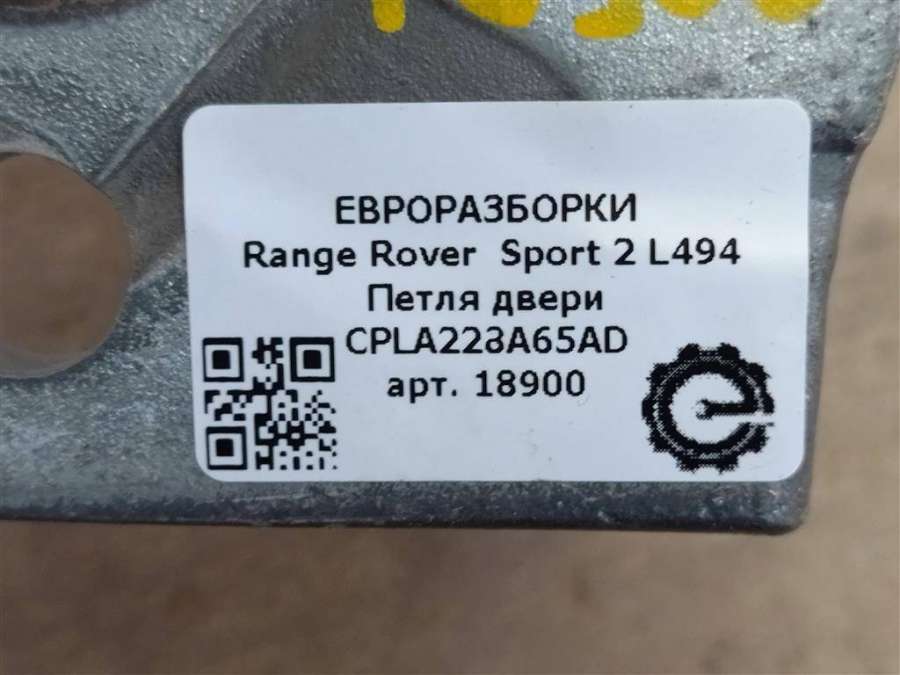 ЕВРОРАЗБОРКИ
Range Rover Sport 2 L494
Петля двери
CPLA228A65AD
арт. 18900